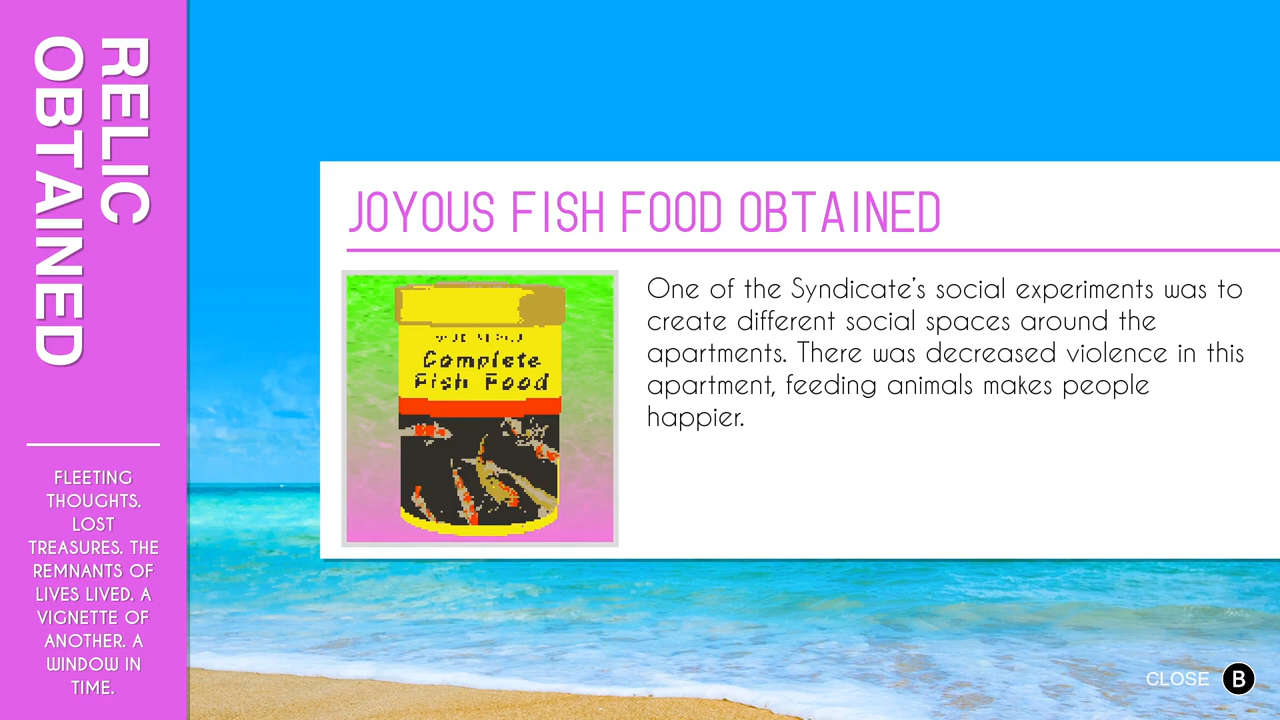 RELIC
OBTAINED
FLEETING
THOUGHTS.
LOST
TREASURES. THE
REMNANTS OF
LIVES LIVED. A
VIGNETTE OF
ANOTHER. A
WINDOW IN
TIME.
JOYOUS FISH FOOD OBTAINED
Complete
Fish Food
One of the Syndicate's social experiments was to
create different social spaces around the
apartments. There was decreased violence in this
apartment, feeding animals makes people
happier.
CLOSE B